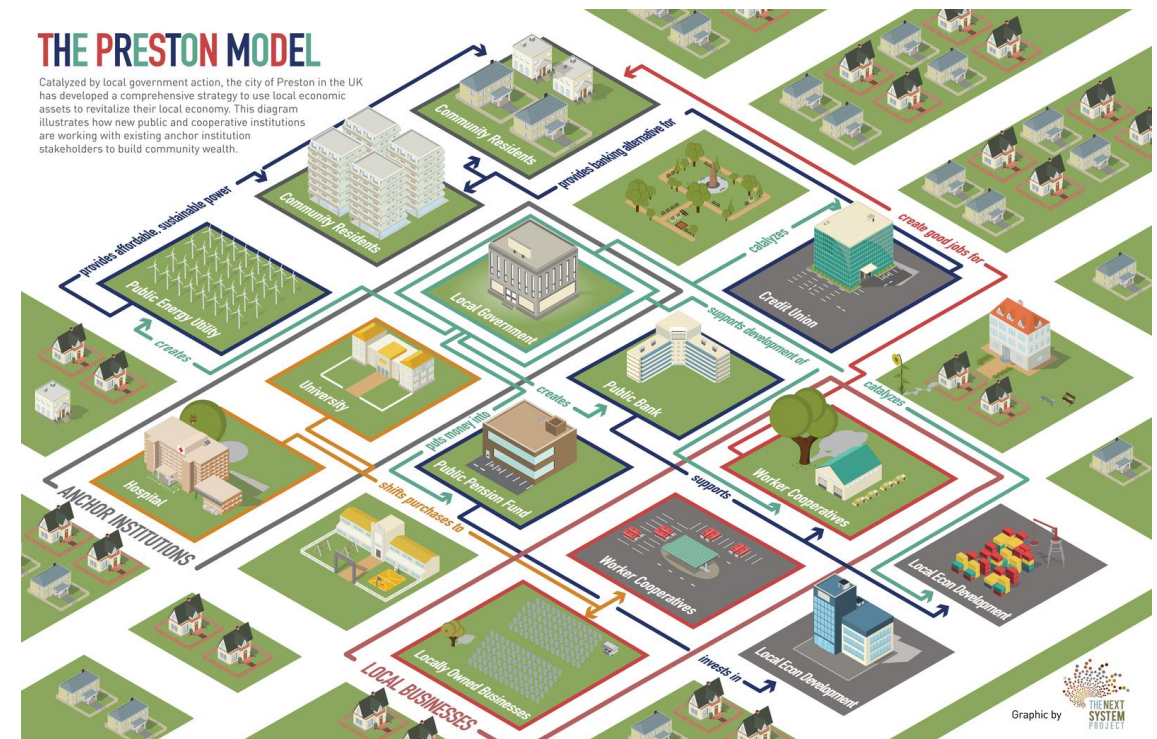 THE PRESTON MODEL
Catalyzed by local government action, the city of Preston in the UK
has developed a comprehensive strategy to use local economic
assets to revitalize their local economy. This diagram
illustrates how new public and cooperative institutions
are working with existing anchor institution
stakeholders to build community wealth.
Community Residents
Community Residents
provides banking alternative for
provides affordable, sustainable power
create good jobs for
catalyzes
Credit Union
Public Energy Utility
Local Government
creates
supports development of
University
Public Bank
creates
catalyzes
puts money into
Hospital
Public Pension Fund
shifts purchases to
supports
Worker Cooperatives
ANCHOR INSTITUTIONS
Worker Cooperatives
Local Econ Development
Locally Owned Businesses
invests in
Local Econ Development
LOCAL BUSINESSES
Graphic by
THE NEXT
SYSTEM
PROJECT